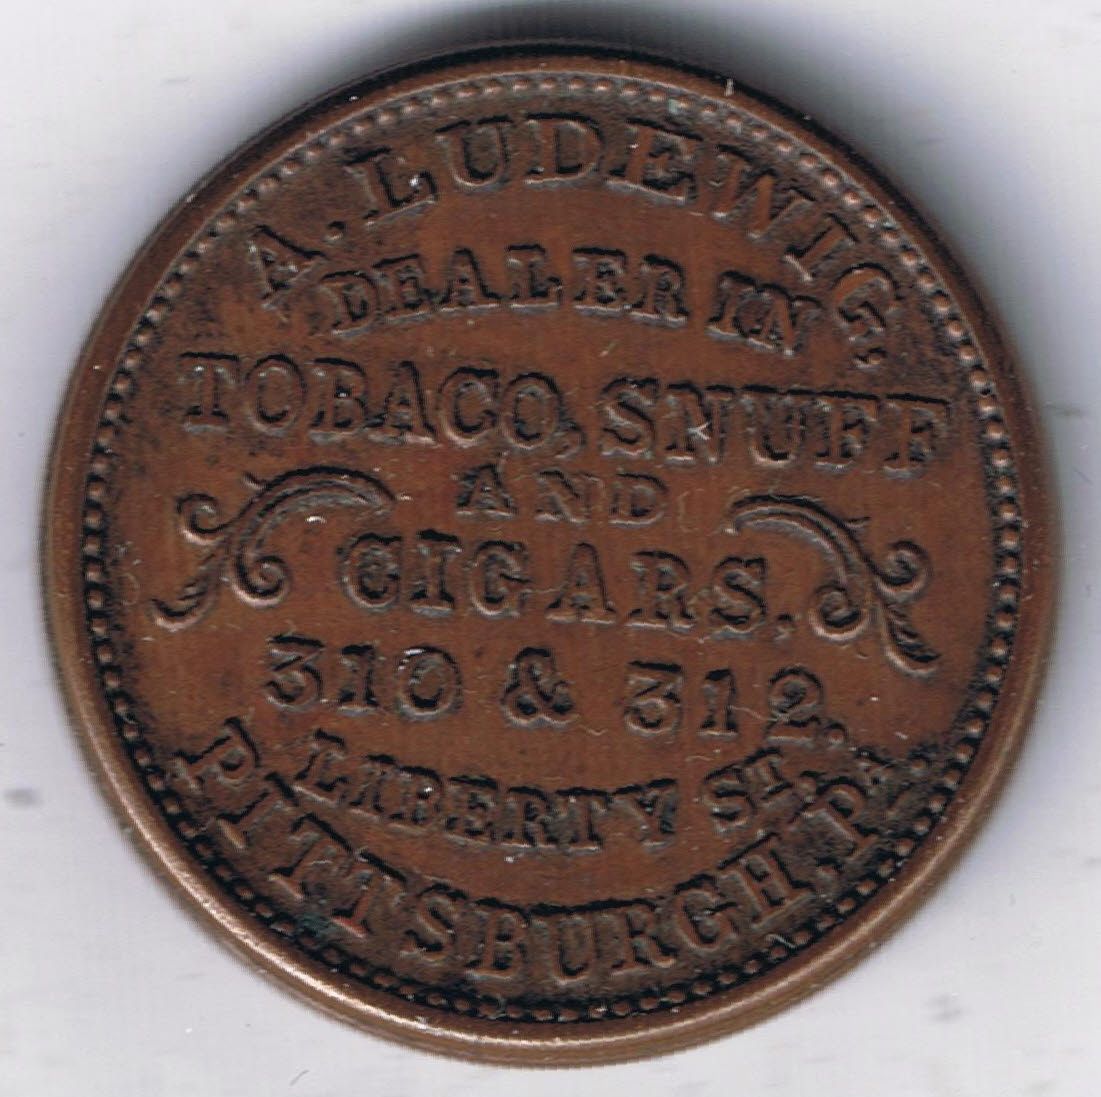 A. LUDEWIG,
DEALER IN
TOBACO, SNUFF
AND
CIGARS.
310 & 312.
LIBERTY ST.
PITTSBURGH, PA.